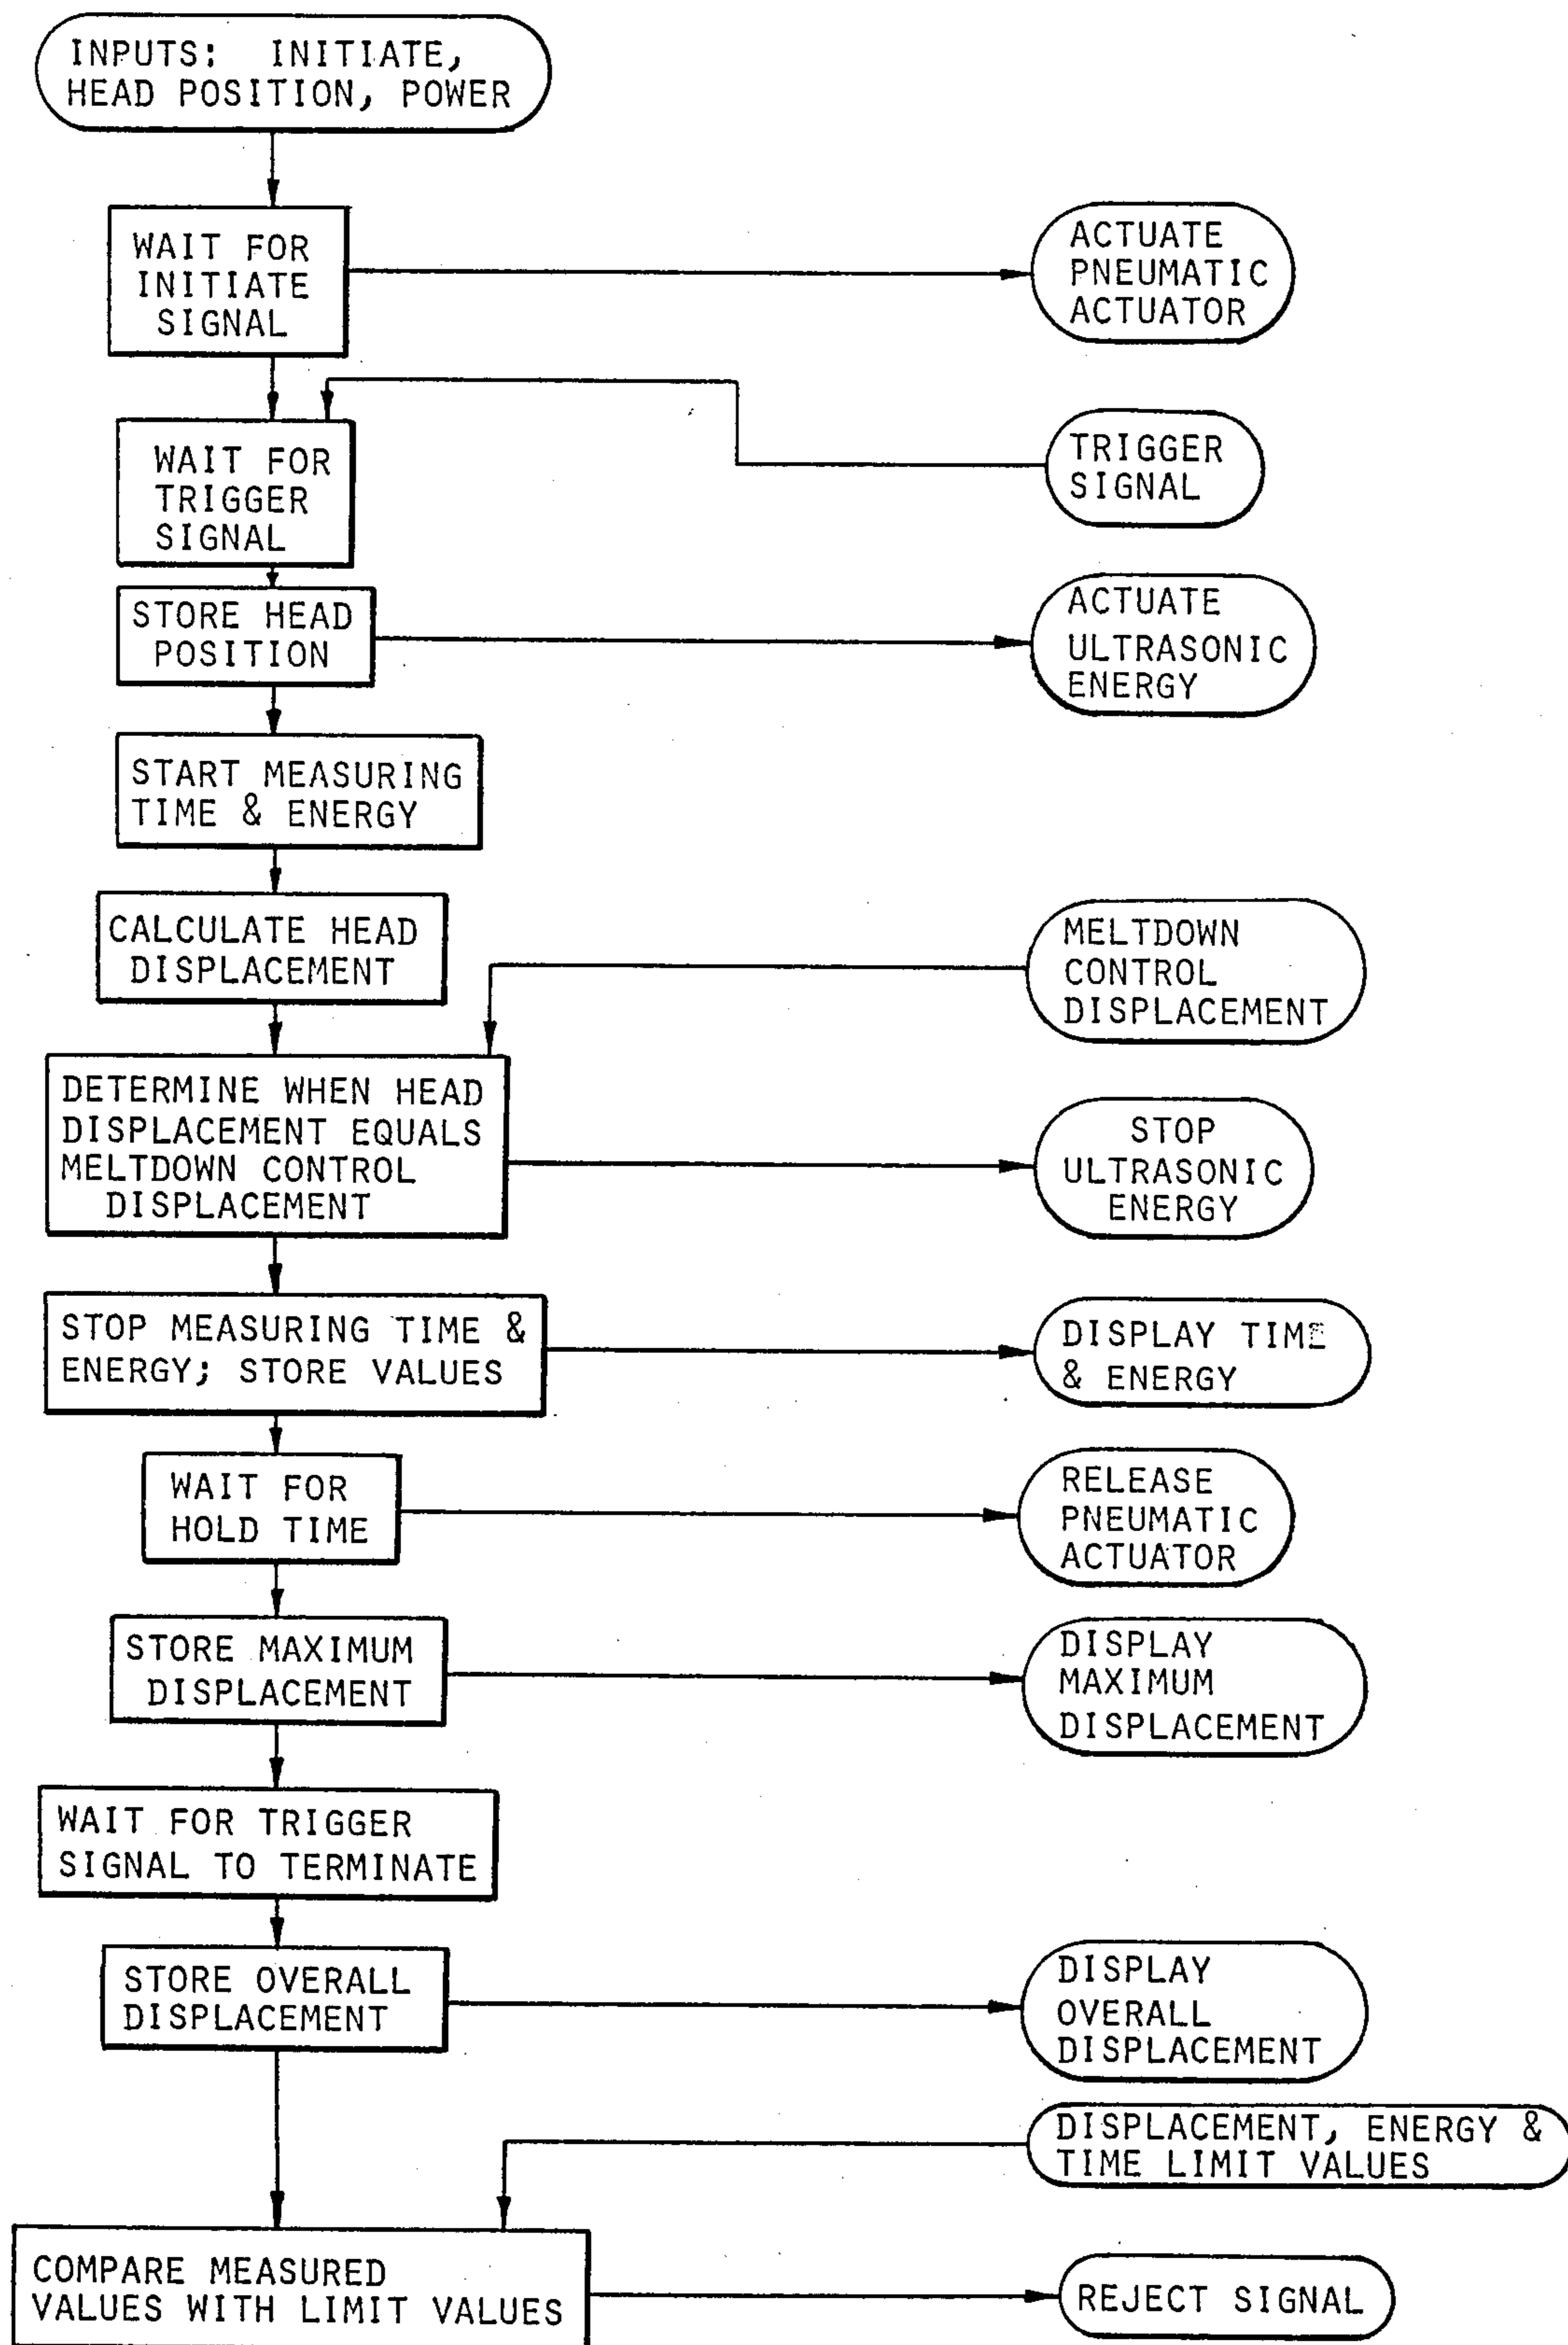 INPUTS: INITIATE,
HEAD POSITION, POWER
WAIT FOR
INITIATE
SIGNAL
ACTUATE
PNEUMATIC
ACTUATOR
WAIT FOR
TRIGGER
SIGNAL
TRIGGER
SIGNAL
STORE HEAD
POSITION
ACTUATE
ULTRASONIC
ENERGY
START MEASURING
TIME & ENERGY
CALCULATE HEAD
DISPLACEMENT
MELTDOWN
CONTROL
DISPLACEMENT
DETERMINE WHEN HEAD
DISPLACEMENT EQUALS
MELTDOWN CONTROL
DISPLACEMENT
STOP
ULTRASONIC
ENERGY
STOP MEASURING TIME &
ENERGY; STORE VALUES
DISPLAY TIME
& ENERGY
WAIT FOR
HOLD TIME
RELEASE
PNEUMATIC
ACTUATOR
STORE MAXIMUM
DISPLACEMENT
DISPLAY
MAXIMUM
DISPLACEMENT
WAIT FOR TRIGGER
SIGNAL TO TERMINATE
STORE OVERALL
DISPLACEMENT
DISPLAY
OVERALL
DISPLACEMENT
DISPLACEMENT, ENERGY &
TIME LIMIT VALUES
COMPARE MEASURED
VALUES WITH LIMIT VALUES
REJECT SIGNAL